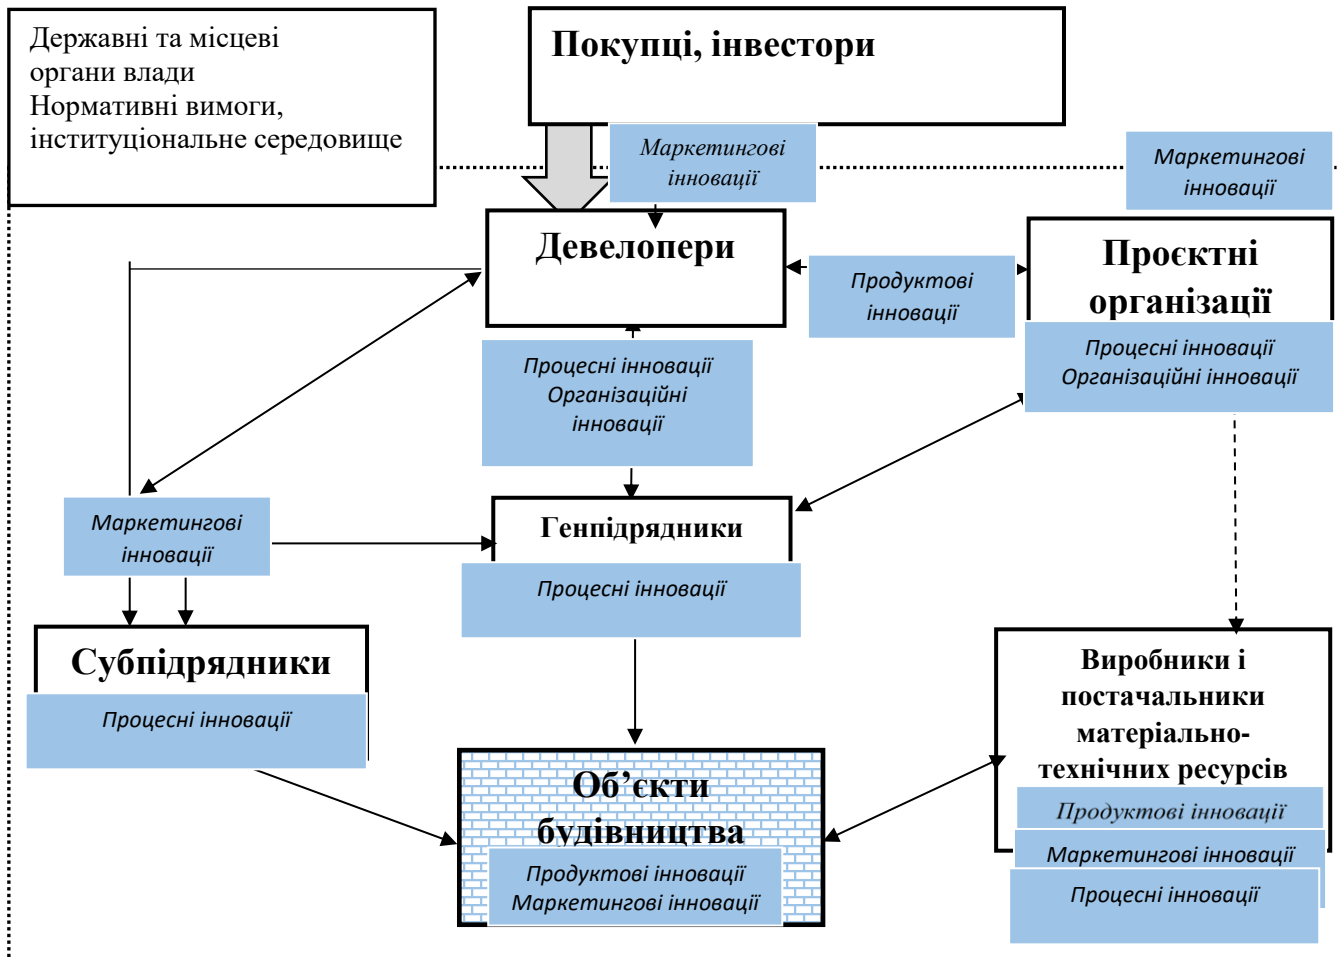 Державні та місцеві
органи влади
Нормативні вимоги,
інституціональне середовище
Покупці, інвестори
Маркетингові
інновації
Маркетингові
інновації
Девелопери
Продуктові
інновації
Проєктні
організації
Процесні інновації
Організаційні інновації
Процесні інновації
Організаційні
інновації
Маркетингові
інновації
Генпідрядники
Процесні інновації
Субпідрядники
Процесні інновації
Виробники і
постачальники
матеріально-
технічних ресурсів
Продуктові інновації
Маркетингові інновації
Процесні інновації
Об’єкти
будівництва
Продуктові інновації
Маркетингові інновації